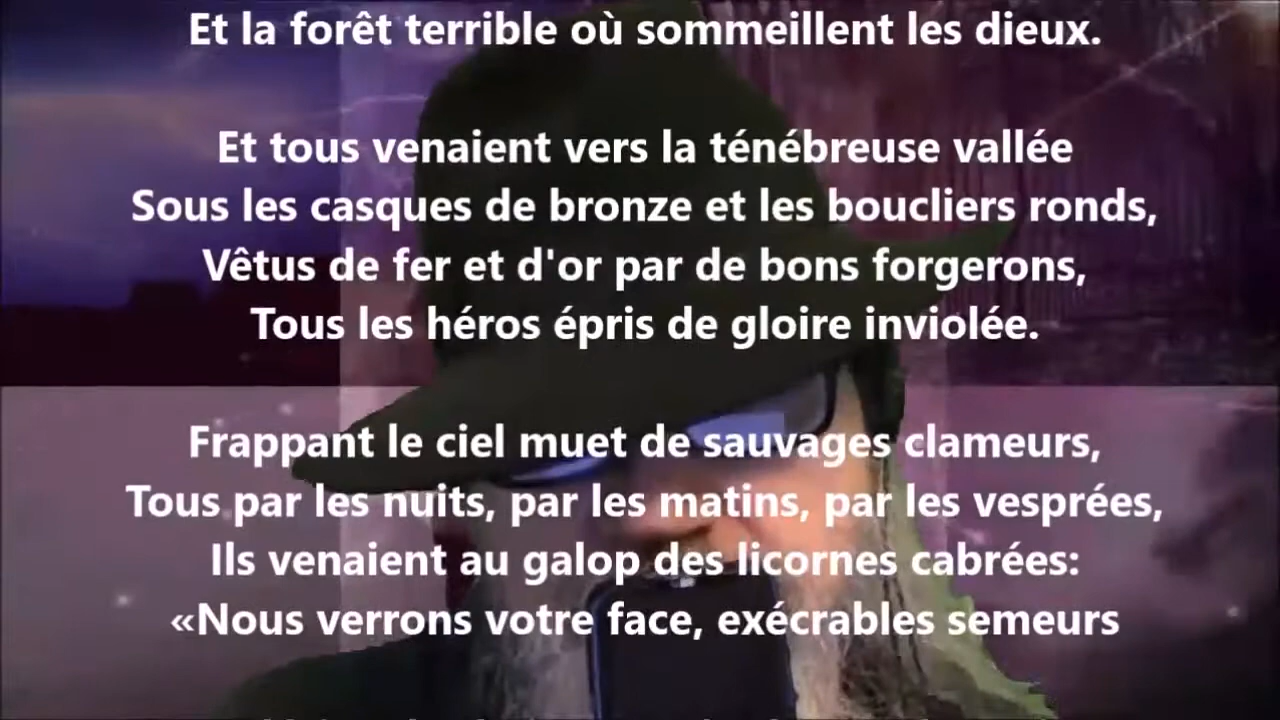 Et la forêt terrible où sommeillent les dieux.
Et tous venaient vers la ténébreuse vallée
Sous les casques de bronze et les boucliers ronds,
Vêtus de fer et d'or par de bons forgerons,
Tous les héros épris de gloire inviolée.
Frappant le ciel muet de sauvages clameurs,
Tous par les nuits, par les matins, par les vesprées,
Ils venaient au galop des licornes cabrées:
«Nous verrons votre face, exécrables semeurs